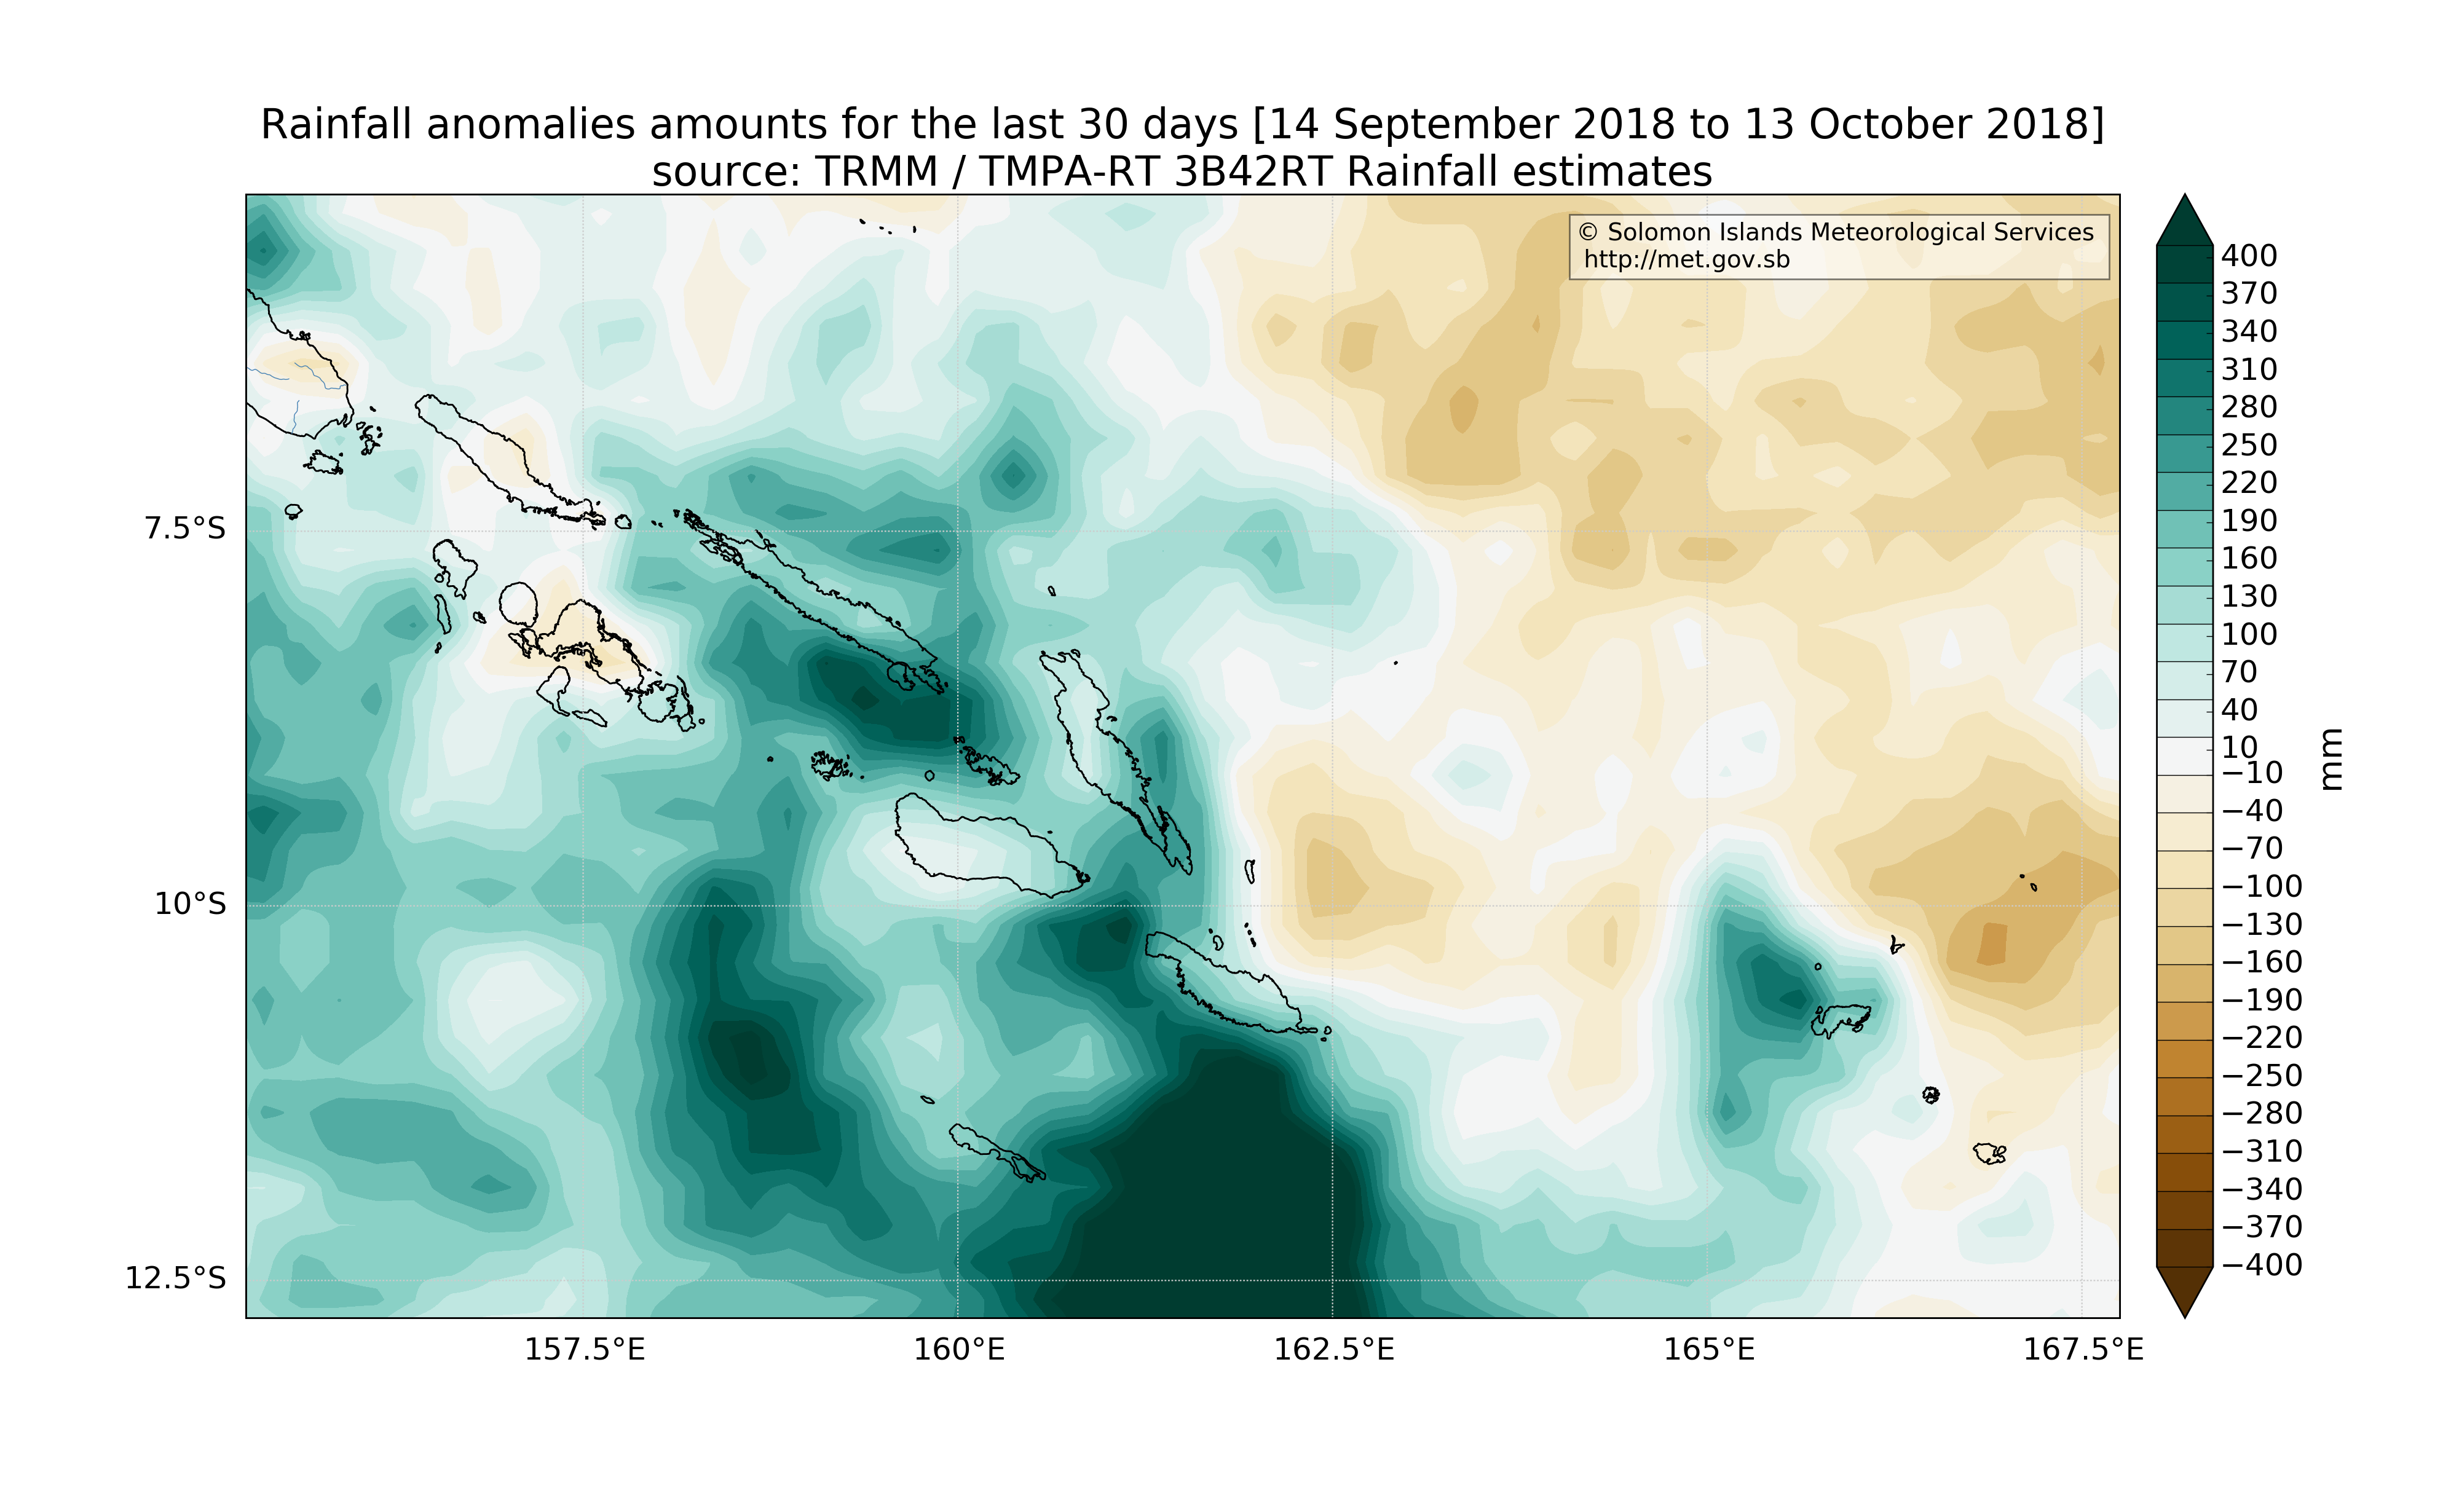 Rainfall anomalies amounts for the last 30 days [14 September 2018 to 13 October 2018]
source: TRMM / TMPA-RT 3B42RT Rainfall estimates
© Solomon Islands Meteorological Services
http://met.gov.sb
7.5°S
10°S
12.5°S
157.5°E
160°E
162.5°E
165°E
167.5°E
400
370
340
310
280
250
220
190
160
130
100
70
40
10
−10
−40
−70
−100
−130
−160
−190
−220
−250
−280
−310
−340
−370
−400
mm